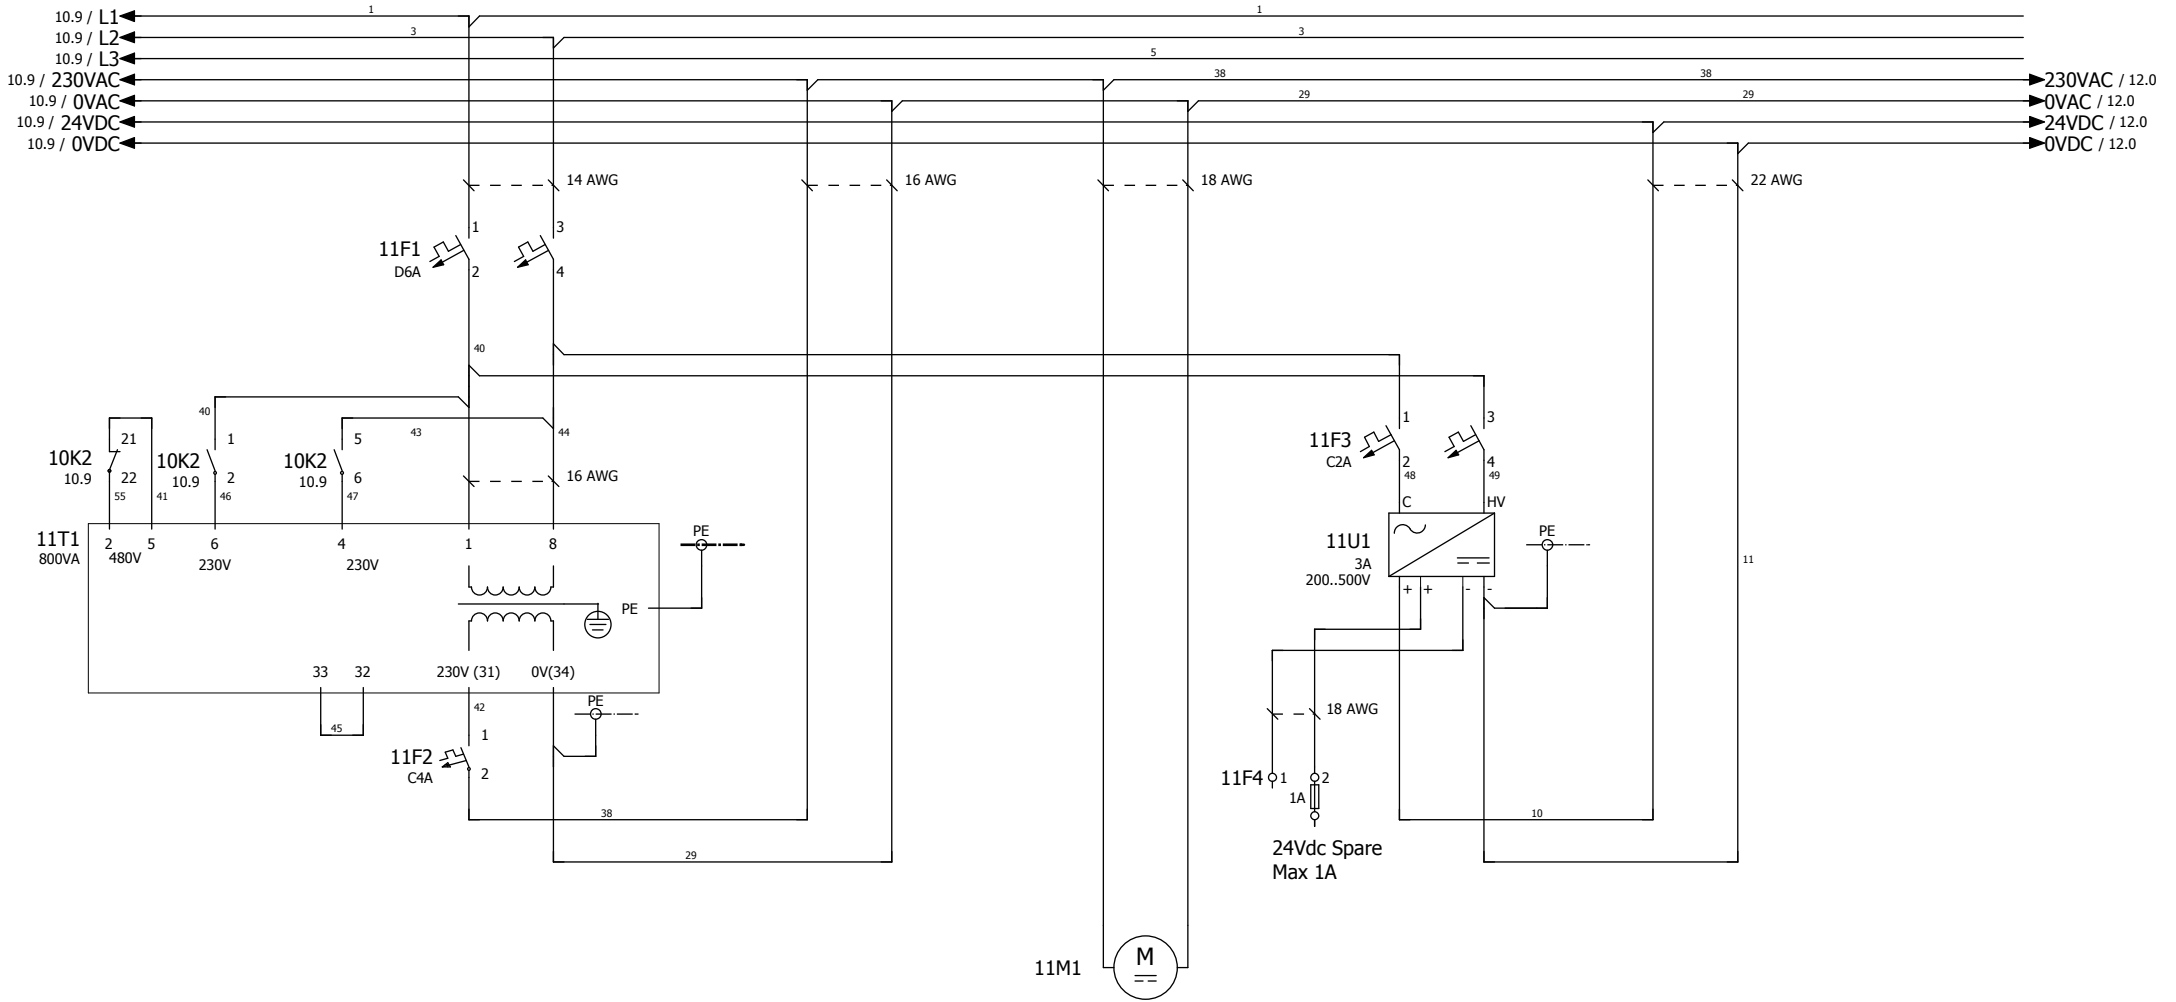 10.9 / L1 1 1
10.9 / L2 3 3
10.9 / L3 5
10.9 / 230VAC 38 38 230VAC / 12.0
10.9 / 0VAC 29 29 0VAC / 12.0
10.9 / 24VDC 24VDC / 12.0
10.9 / 0VDC 0VDC / 12.0
14 AWG 16 AWG 18 AWG 22 AWG
1 3
11F1
D6A 2 4
40
40
43 44
21 1 5
10K2 10K2 10K2
10.9 22 10.9 2 10.9 6
16 AWG
55 41 46 47
1 3
11F3
C2A 2 4
48 49
C HV
11T1
800VA
2 5 6 4 1 8
480V 230V 230V
PE
PE
11U1
3A
200..500V
PE
11
+ + - -
33 32 230V (31) 0V(34)
45
42
PE
1
11F2
C4A 2
38
29
18 AWG
11F4 1 2
1A
10
24Vdc Spare
Max 1A
11M1 M